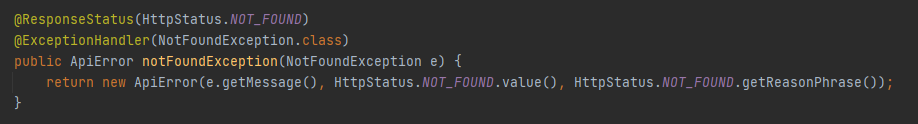 @ResponseStatus(HttpStatus.NOT_FOUND)
@ExceptionHandler(NotFoundException.class)
public ApiError notFoundException(NotFoundException e) {
    return new ApiError(e.getMessage(), HttpStatus.NOT_FOUND.value(), HttpStatus.NOT_FOUND.getReasonPhrase());
}